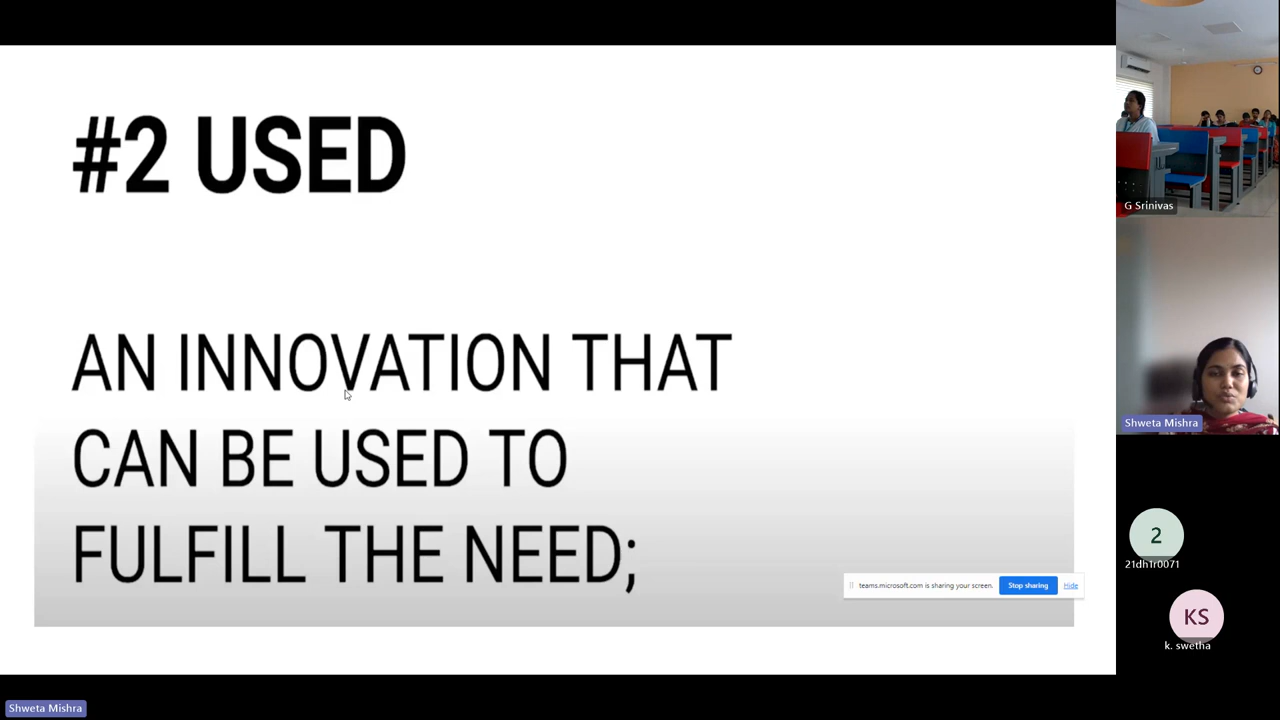 #2 USED
AN INNOVATION THAT
CAN BE USED TO
FULFILL THE NEED;
teams.microsoft.com is sharing your screen.
Stop sharing
Hide
G Srinivas
Shweta Mishra
2
21dh1r0071
KS
k. swetha
Shweta Mishra